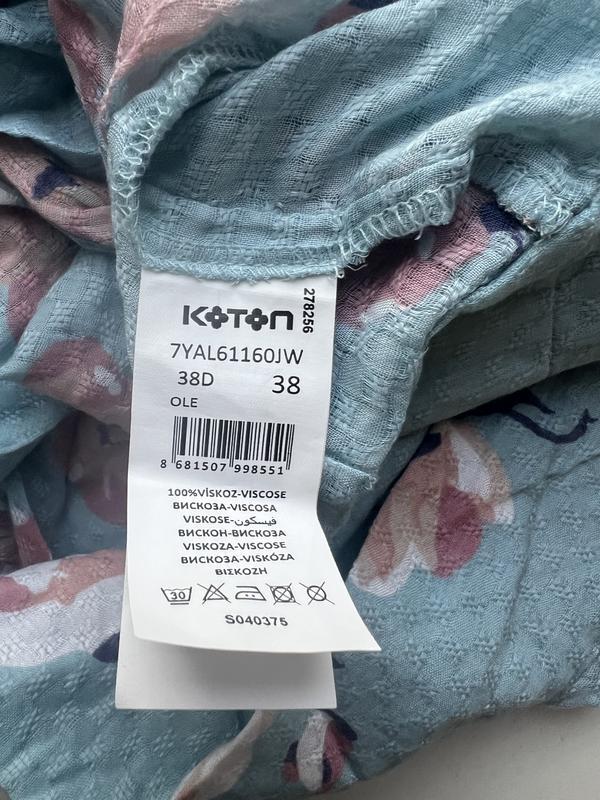 KOTON
278256
7YAL61160JW
38D 38
OLE
8 681507 998551
100%VİSKOZ-VISCOSE
ВИСКОЗА-VISCOSA
VISKOSE-فيسكون
ВИСКОН-ВИСКОЗА
VISKOZA-VISCOSE
ВИСКОЗА-VISKÓZA
ВІЗКОЗН
30
S040375